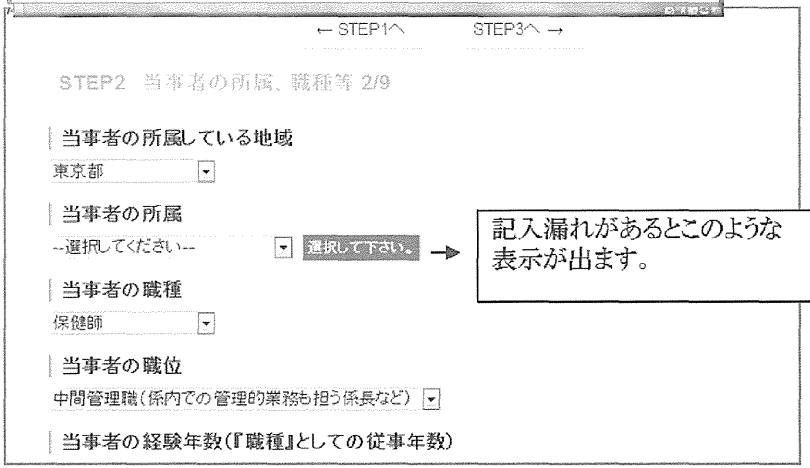 ← STEP1へ STEP3へ →
STEP2 当事者の所属、職種等 2/9
当事者の所属している地域
東京都
当事者の所属
--選択してください-- 選択して下さい。
記入漏れがあるとこのような
表示が出ます。
当事者の職種
保健師
当事者の職位
中間管理職(係内での管理的業務も担う係長など)
当事者の経験年数(『職種』としての従事年数)